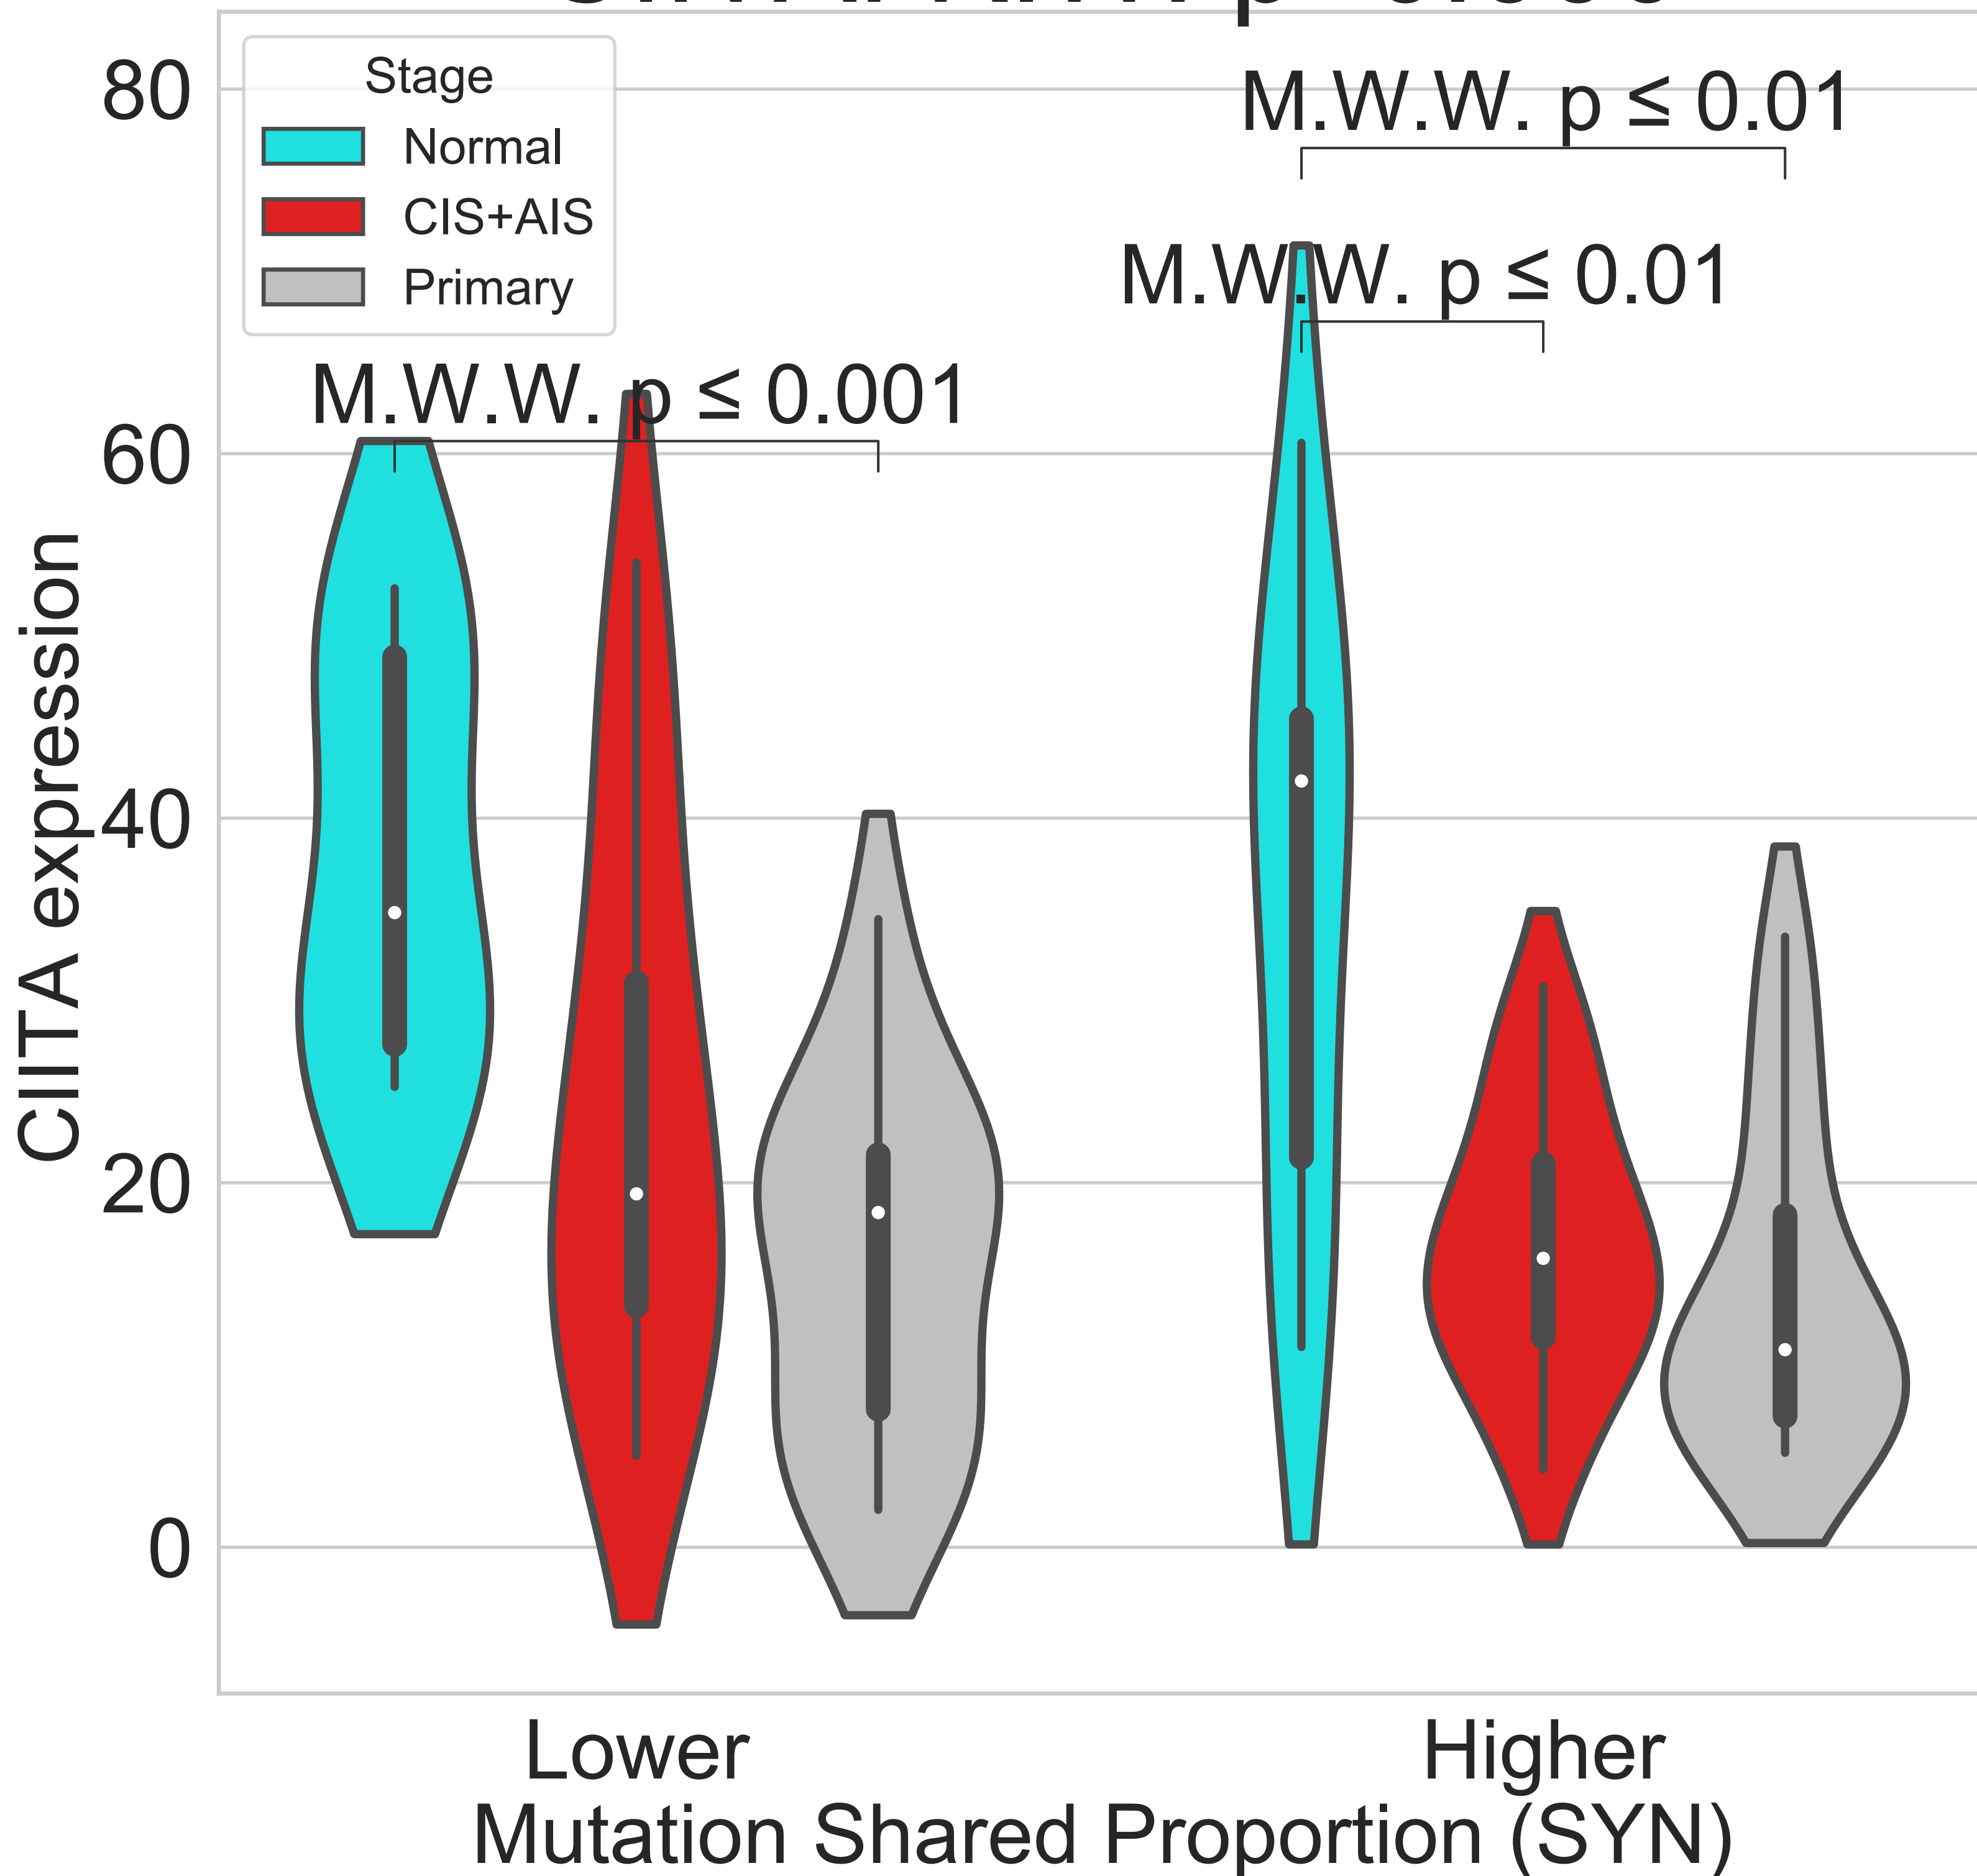 80
60
40
20
0
CIITA expression
Stage
Normal
CIS+AIS
Primary
M.W.W. p ≤ 0.01
M.W.W. p ≤ 0.01
M.W.W. p ≤ 0.001
Lower
Higher
Mutation Shared Proportion (SYN)